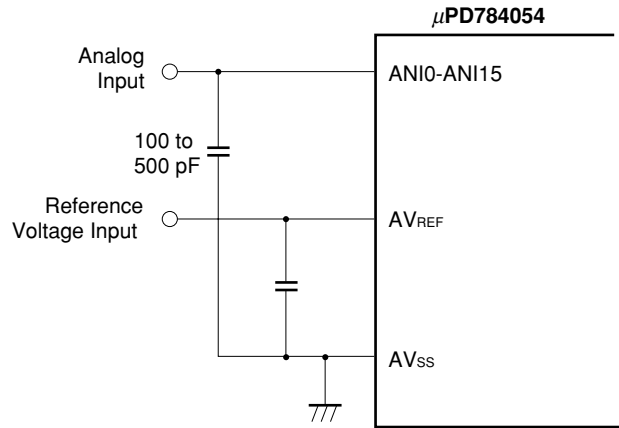 μPD784054
Analog
Input
ANI0-ANI15
100 to
500 pF
Reference
Voltage Input
AVREF
AVSS